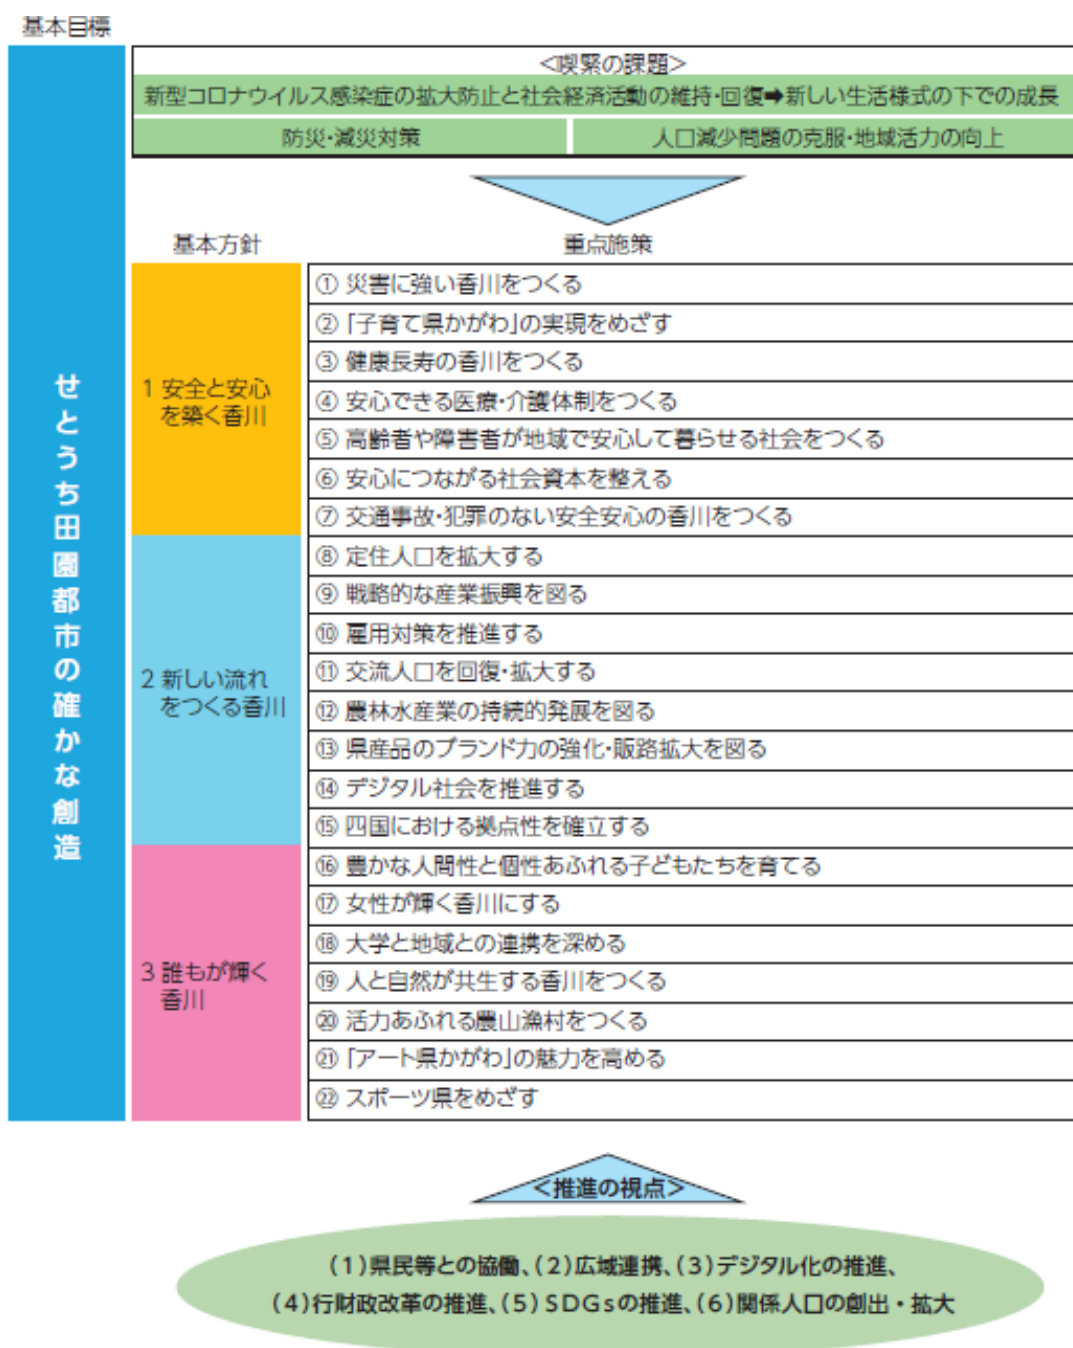 基本目標
せとうち田園都市の確かな創造
<喫緊の課題>
新型コロナウイルス感染症の拡大防止と社会経済活動の維持・回復➡新しい生活様式の下での成長
防災・減災対策
人口減少問題の克服・地域活力の向上
基本方針
重点施策
1 安全と安心
を築く香川
① 災害に強い香川をつくる
② 「子育て県かがわ」の実現をめざす
③ 健康長寿の香川をつくる
④ 安心できる医療・介護体制をつくる
⑤ 高齢者や障害者が地域で安心して暮らせる社会をつくる
⑥ 安心につながる社会資本を整える
⑦ 交通事故・犯罪のない安全安心の香川をつくる
2 新しい流れ
をつくる香川
⑧ 定住人口を拡大する
⑨ 戦略的な産業振興を図る
⑩ 雇用対策を推進する
⑪ 交流人口を回復・拡大する
⑫ 農林水産業の持続的発展を図る
⑬ 県産品のブランド力の強化・販路拡大を図る
⑭ デジタル社会を推進する
⑮ 四国における拠点性を確立する
3 誰もが輝く
香川
⑯ 豊かな人間性と個性あふれる子どもたちを育てる
⑰ 女性が輝く香川にする
⑱ 大学と地域との連携を深める
⑲ 人と自然が共生する香川をつくる
⑳ 活力あふれる農山漁村をつくる
㉑ 「アート県かがわ」の魅力を高める
㉒ スポーツ県をめざす
<推進の視点>
(1)県民等との協働、(2)広域連携、(3)デジタル化の推進、
(4)行財政改革の推進、(5)SDGsの推進、(6)関係人口の創出・拡大